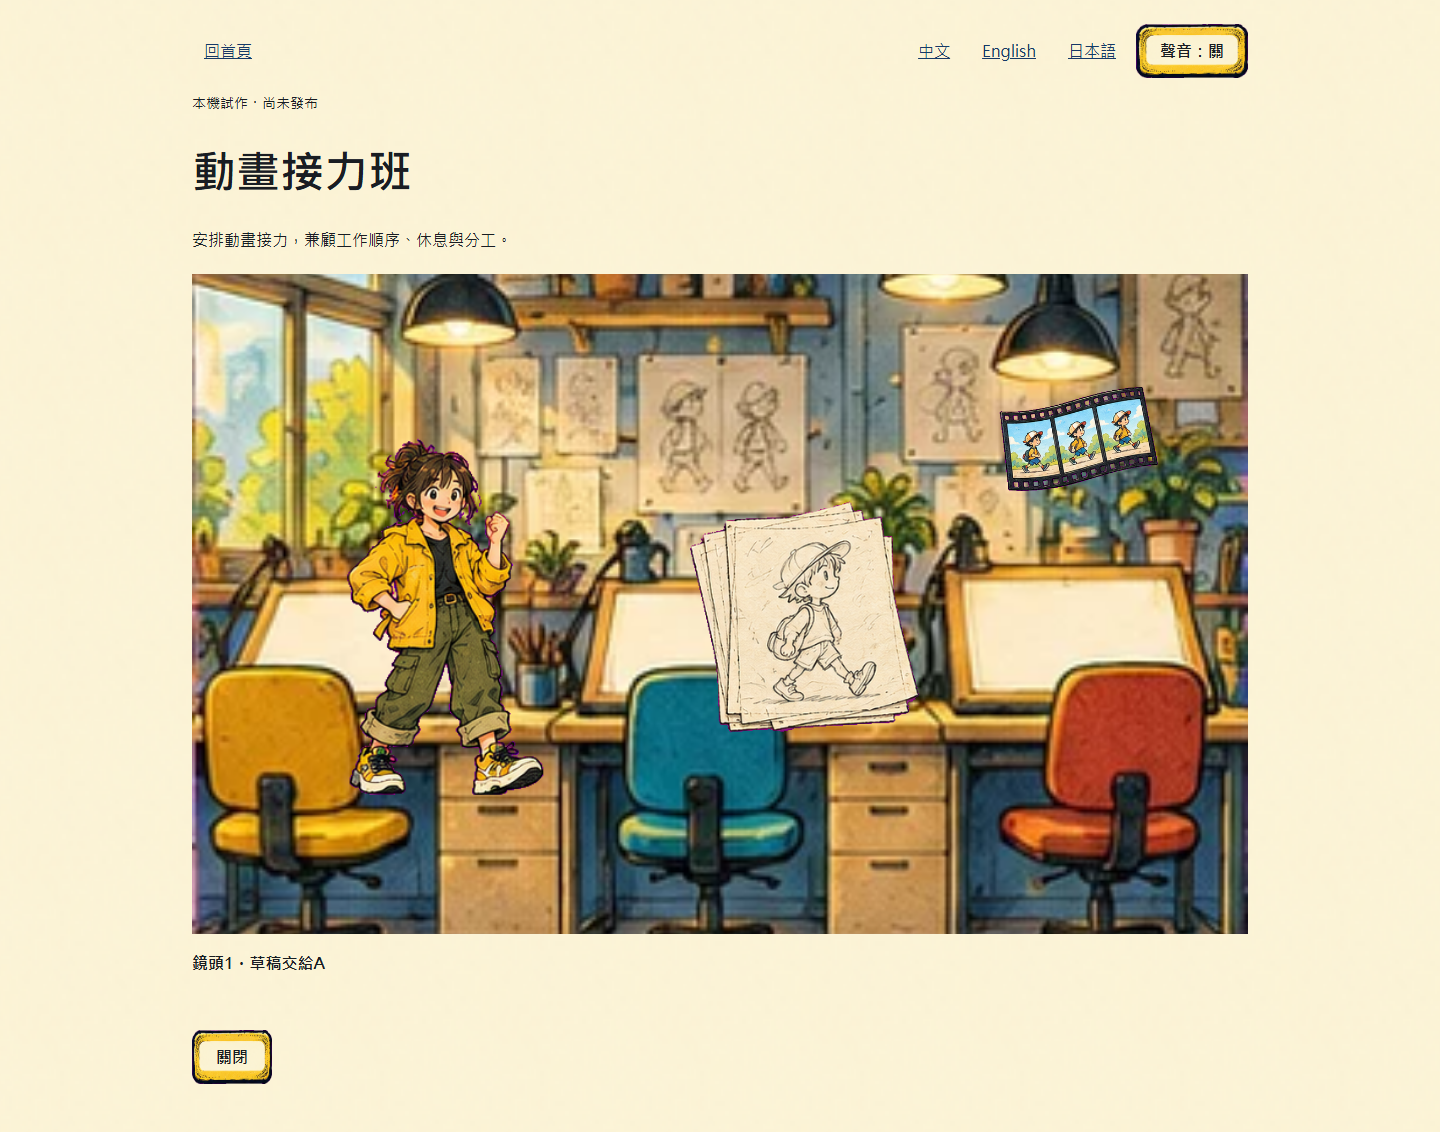 回首頁
中文 English 日本語 聲音：關
本機試作・尚未發布
動畫接力班
安排動畫接力，兼顧工作順序、休息與分工。
鏡頭1・草稿交給A
關閉